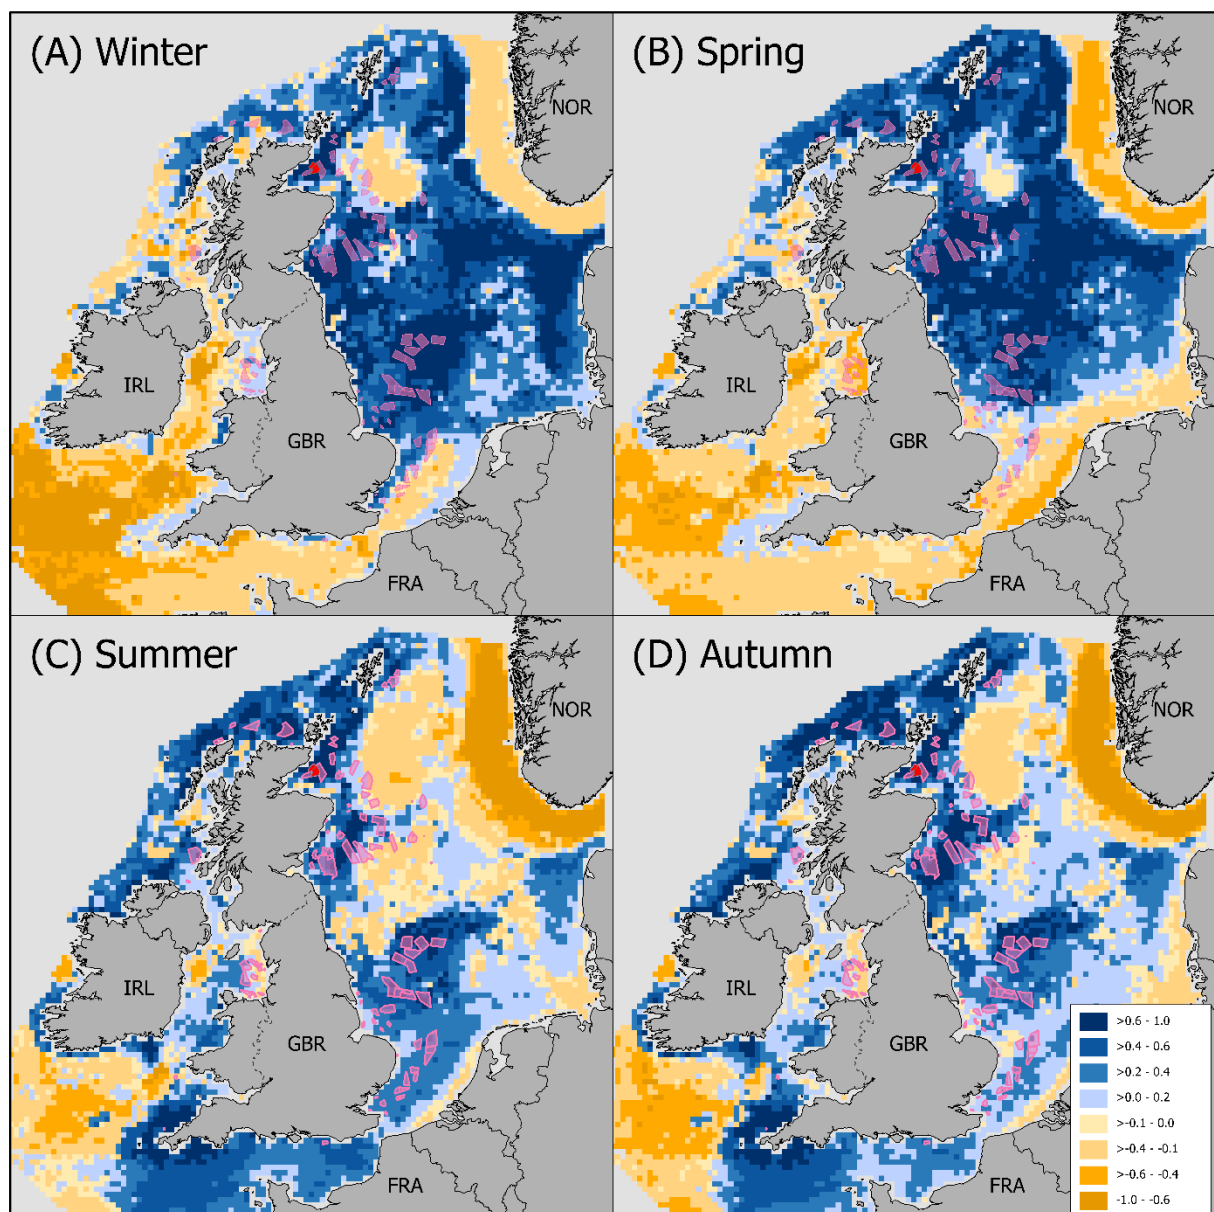 (A) Winter
NOR
IRL
GBR
FRA
(B) Spring
NOR
IRL
GBR
FRA
(C) Summer
NOR
IRL
GBR
FRA
(D) Autumn
NOR
IRL
GBR
FRA
>0.6 - 1.0
>0.4 - 0.6
>0.2 - 0.4
>0.0 - 0.2
>-0.1 - 0.0
>-0.4 - -0.1
>-0.6 - -0.4
-1.0 - -0.6